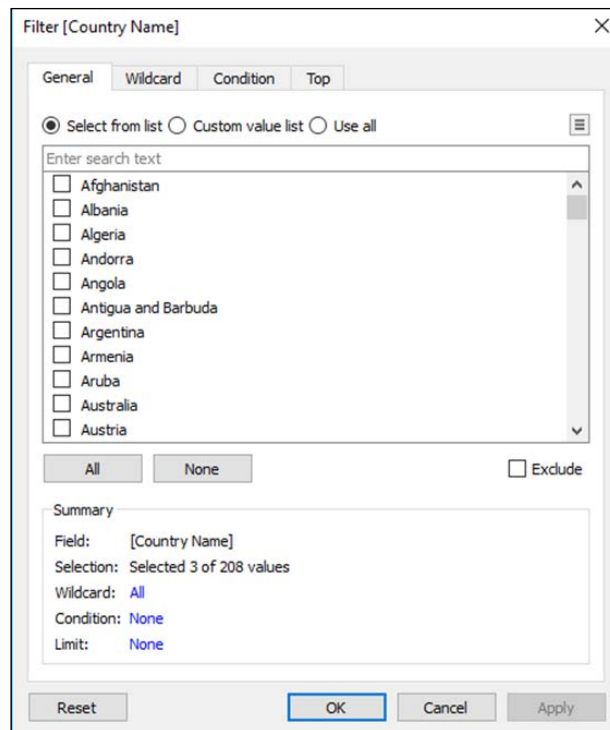 Filter [Country Name]
General Wildcard Condition Top
Select from list Custom value list Use all
Enter search text
Afghanistan
Albania
Algeria
Andorra
Angola
Antigua and Barbuda
Argentina
Armenia
Aruba
Australia
Austria
All None Exclude
Summary
Field: [Country Name]
Selection: Selected 3 of 208 values
Wildcard: All
Condition: None
Limit: None
Reset OK Cancel Apply